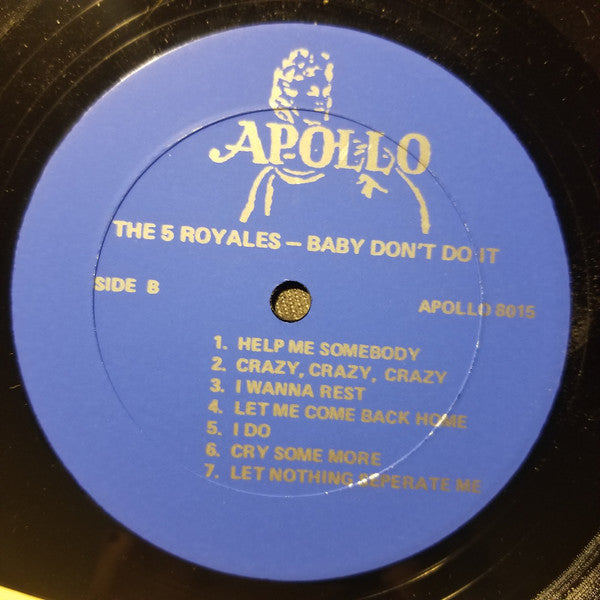 APOLLO
THE 5 ROYALES – BABY DON'T DO IT
SIDE B
APOLLO 8015
1. HELP ME SOMEBODY
2. CRAZY, CRAZY, CRAZY
3. I WANNA REST
4. LET ME COME BACK HOME
5. I DO
6. CRY SOME MORE
7. LET NOTHING SEPERATE ME